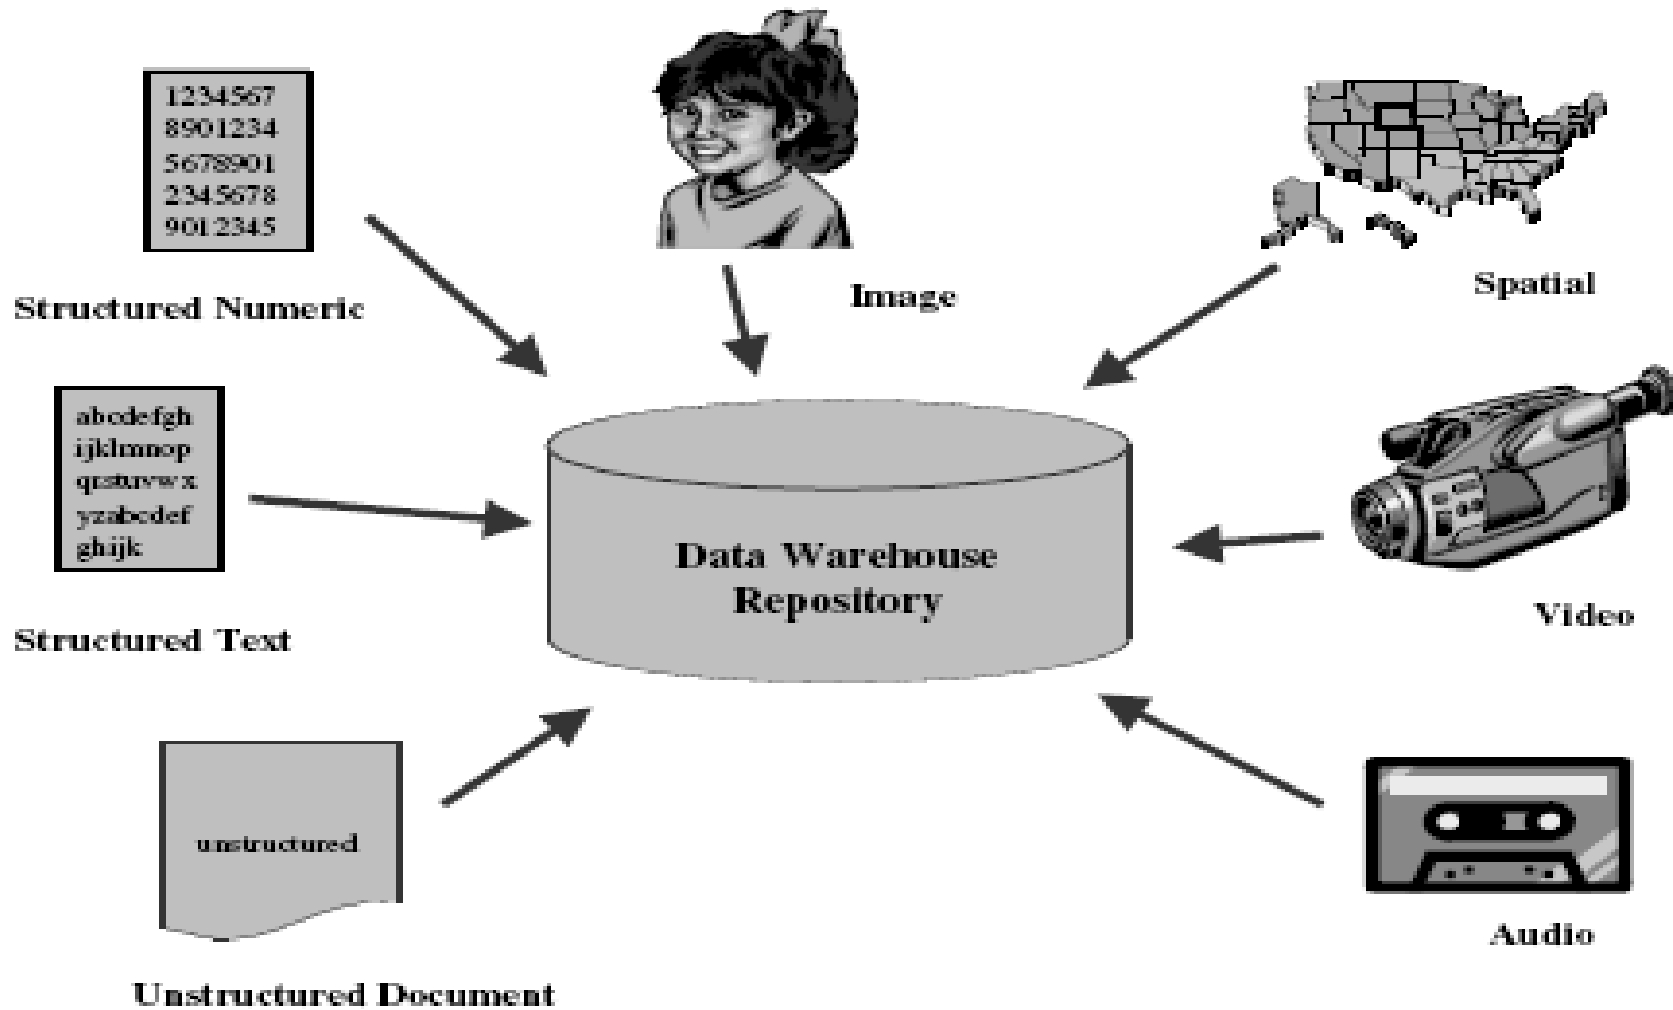 1234567
8901234
5678901
2345678
9012345
Structured Numeric
Image
Spatial
abcdefgh
ijklmnop
qrstuvwx
yzabcdef
ghijk
Structured Text
Data Warehouse
Repository
Video
unstructured
Unstructured Document
Audio